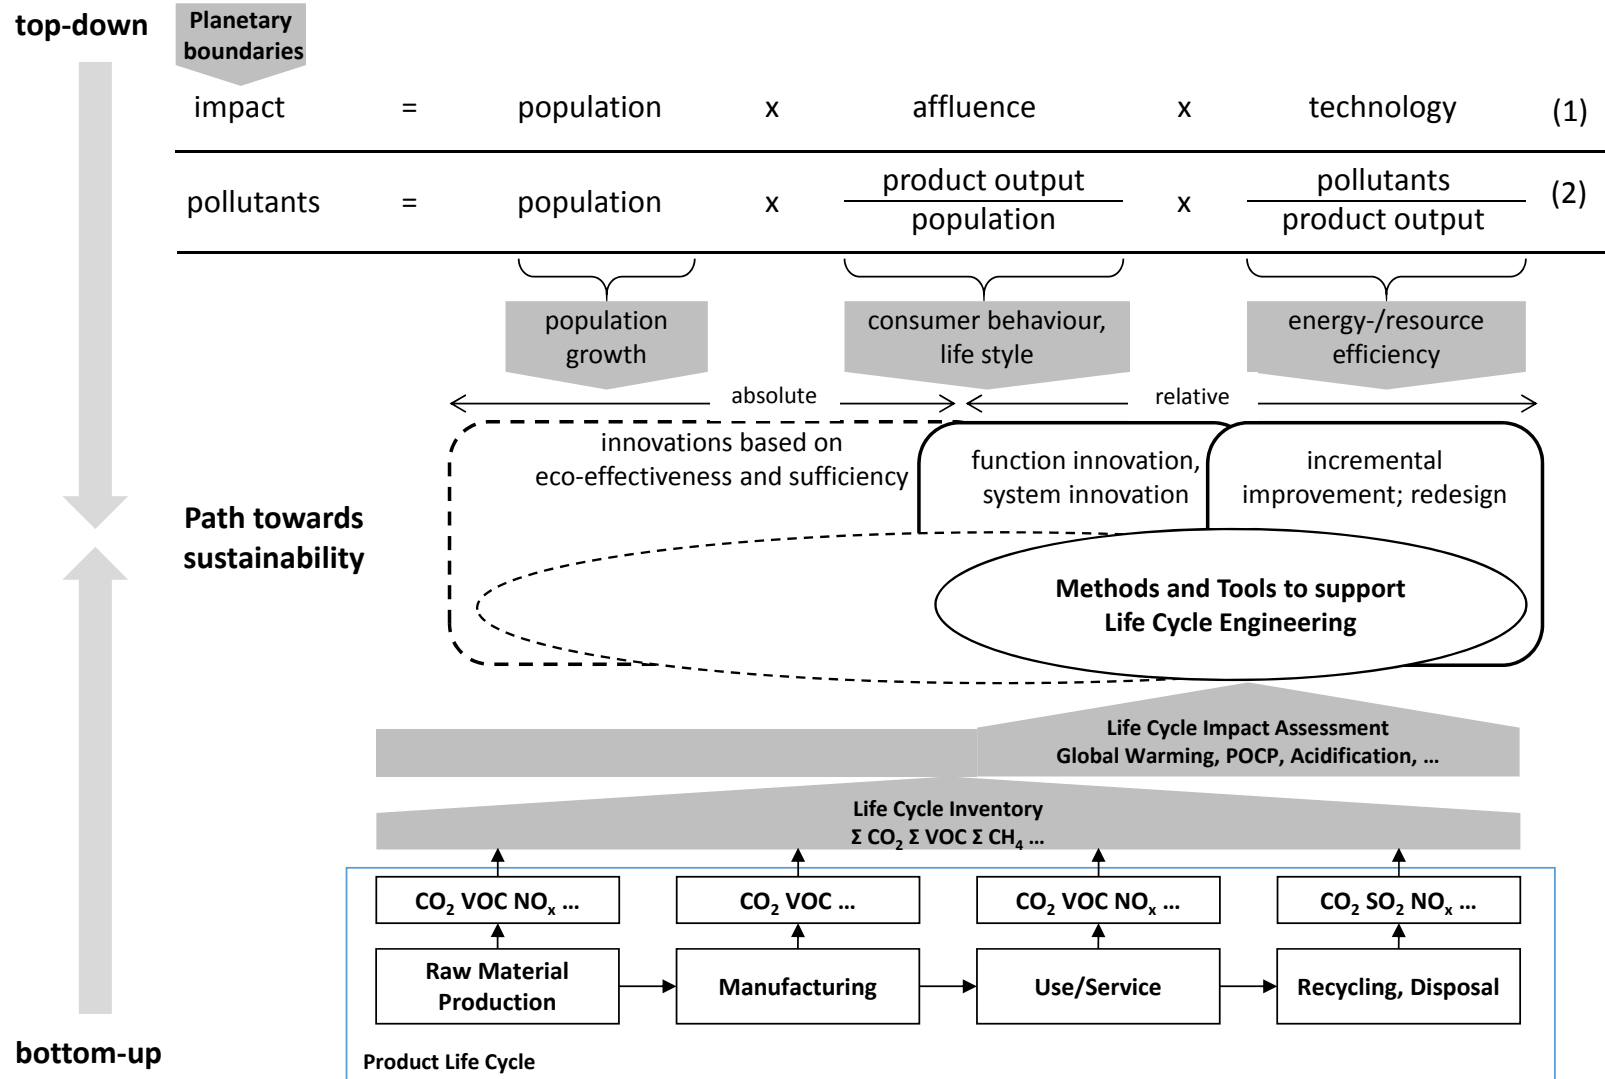 top-down
Planetary
boundaries
impact = population x affluence x technology (1)
pollutants = population x product output / population x pollutants / product output (2)
population
growth
consumer behaviour,
life style
energy-/resource
efficiency
absolute
relative
innovations based on
eco-effectiveness and sufficiency
function innovation,
system innovation
incremental
improvement; redesign
Path towards
sustainability
Methods and Tools to support
Life Cycle Engineering
Life Cycle Impact Assessment
Global Warming, POCP, Acidification, ...
Life Cycle Inventory
Σ CO₂ Σ VOC Σ CH₄ ...
CO₂ VOC NOₓ ...
CO₂ VOC ...
CO₂ VOC NOₓ ...
CO₂ SO₂ NOₓ ...
Raw Material
Production
Manufacturing
Use/Service
Recycling, Disposal
bottom-up
Product Life Cycle